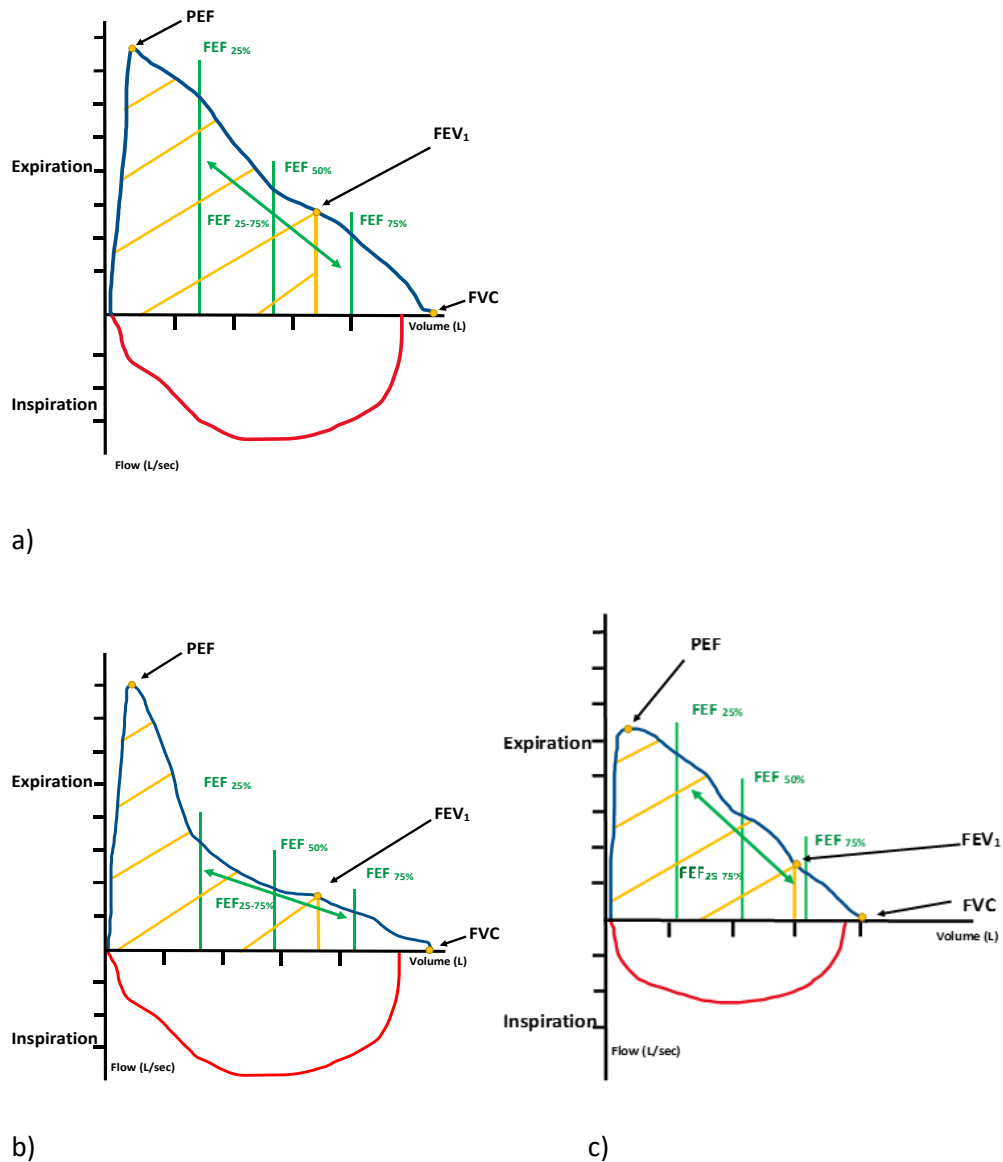 PEF
FEF 25%
FEV1
Expiration
FEF 50%
FEF 25-75%
FEF 75%
FVC
Volume (L)
Inspiration
Flow (L/sec)
a)
PEF
Expiration
FEF 25%
FEV1
FEF 50%
FEF 75%
FEF25-75%
FVC
Volume (L)
Inspiration
Flow (L/sec)
b)
PEF
FEF 25%
Expiration
FEF 50%
FEF 75%
FEV1
FEF25-75%
FVC
Volume (L)
Inspiration
Flow (L/sec)
c)